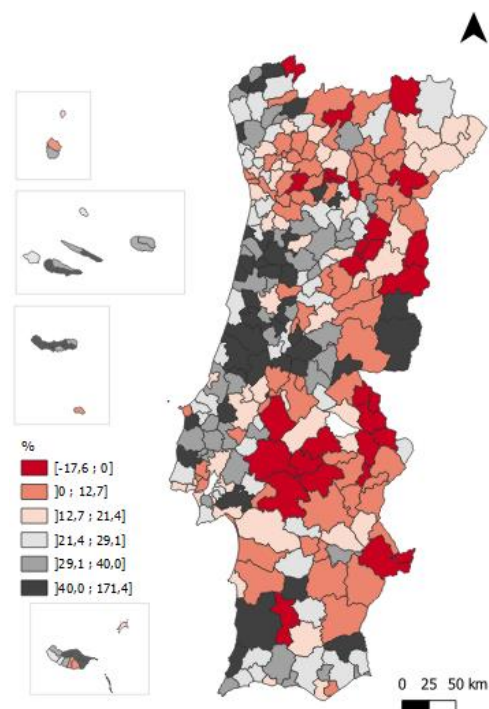 %
[-17,6 ; 0]
]0 ; 12,7]
]12,7 ; 21,4]
]21,4 ; 29,1]
]29,1 ; 40,0]
]40,0 ; 171,4]
0 25 50 km